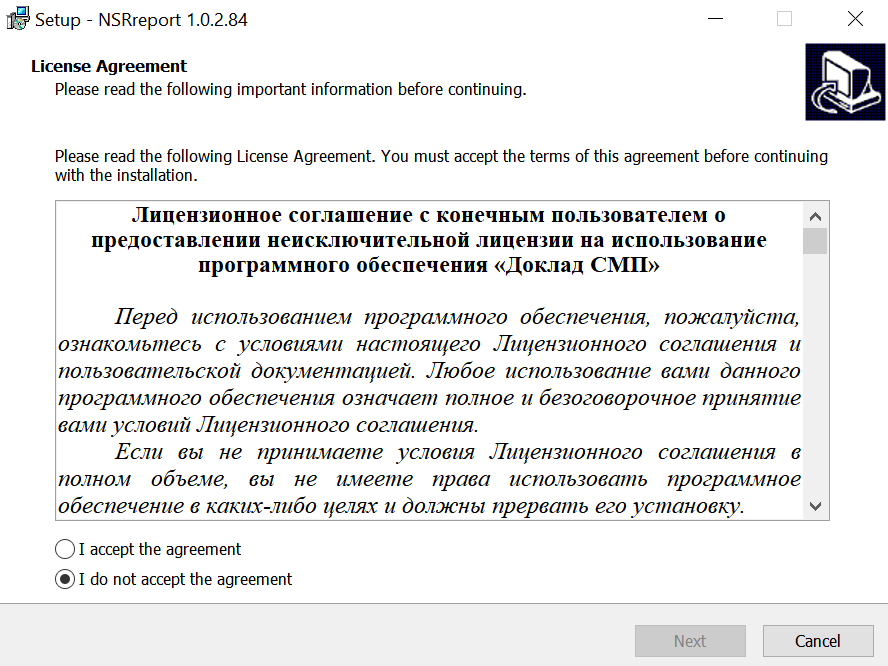 Setup - NSRreport 1.0.2.84
License Agreement
Please read the following important information before continuing.
Please read the following License Agreement. You must accept the terms of this agreement before continuing
with the installation.
Лицензионное соглашение с конечным пользователем о
предоставлении неисключительной лицензии на использование
программного обеспечения «Доклад СМП»
Перед использованием программного обеспечения, пожалуйста,
ознакомьтесь с условиями настоящего Лицензионного соглашения и
пользовательской документацией. Любое использование вами данного
программного обеспечения означает полное и безоговорочное принятие
вами условий Лицензионного соглашения.
Если вы не принимаете условия Лицензионного соглашения в
полном объеме, вы не имеете права использовать программное
обеспечение в каких-либо целях и должны прервать его установку.
I accept the agreement
I do not accept the agreement
Next
Cancel